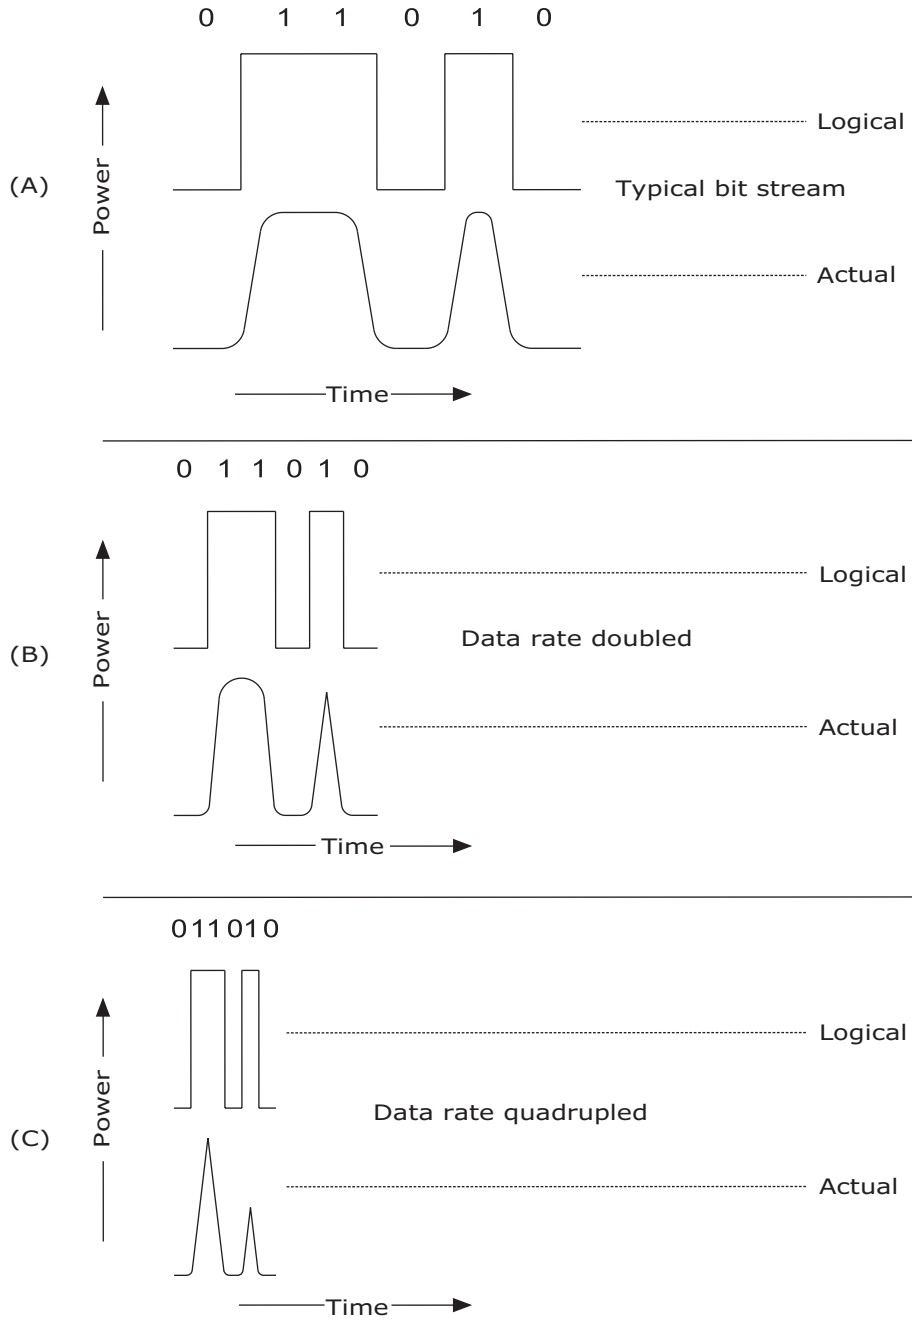 0 1 1 0 1 0
Logical
(A)
Power
Typical bit stream
Actual
Time
0 1 1 0 1 0
Logical
(B)
Power
Data rate doubled
Actual
Time
011010
Logical
(C)
Power
Data rate quadrupled
Actual
Time